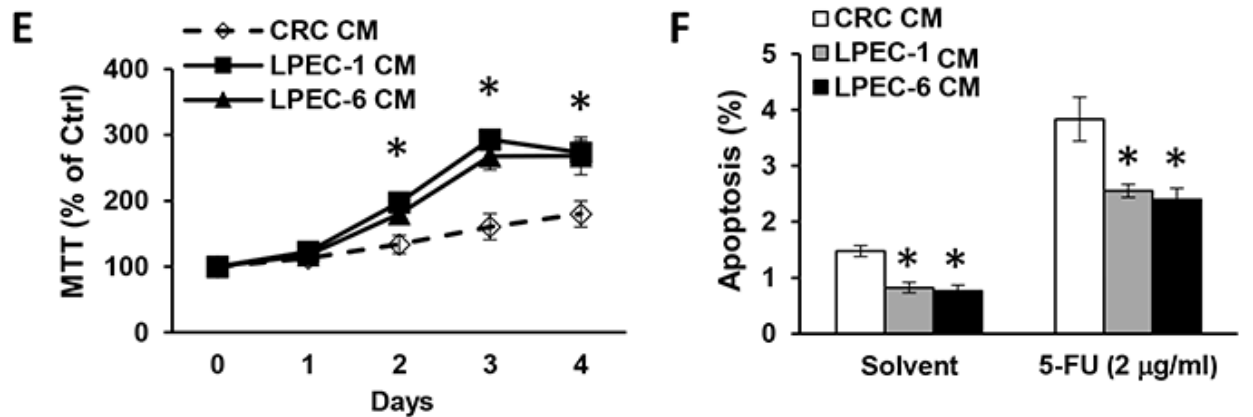 E
CRC CM
LPEC-1 CM
LPEC-6 CM
MTT (% of Ctrl)
400
300
200
100
0
* * *
0 1 2 3 4
Days
F
CRC CM
LPEC-1 CM
LPEC-6 CM
Apoptosis (%)
5
4
3
2
1
0
* * * *
Solvent 5-FU (2 μg/ml)